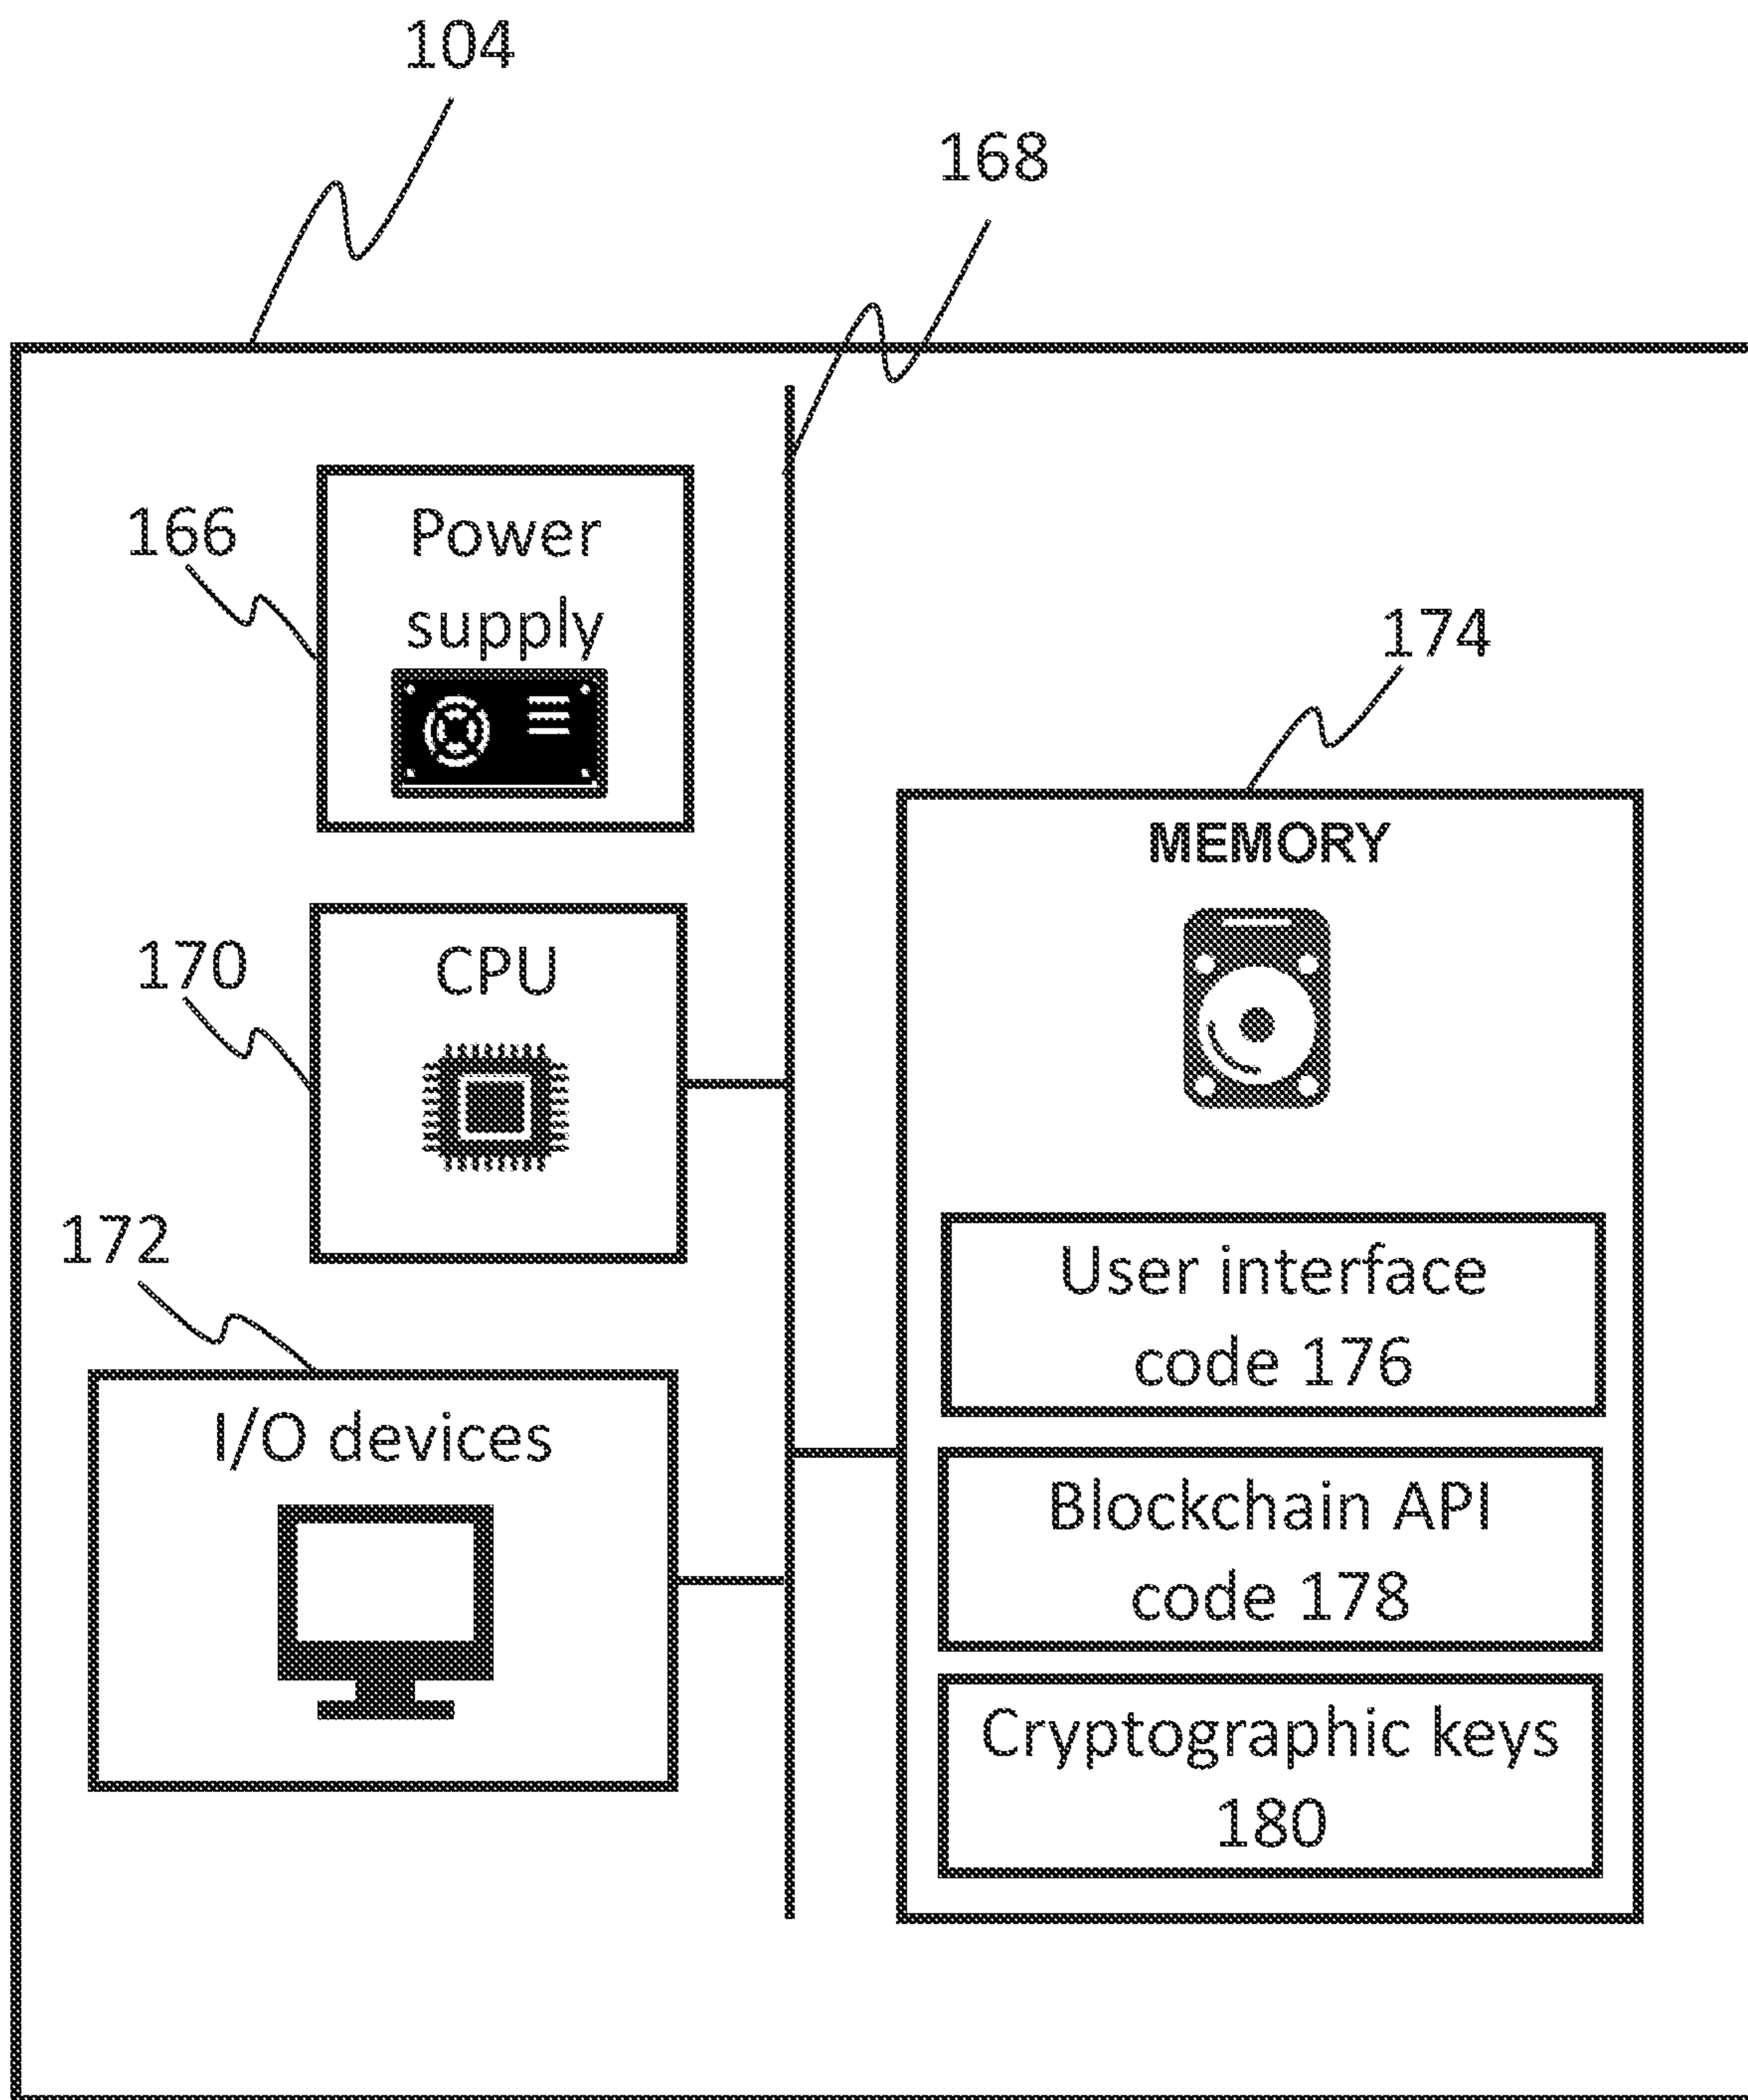 104
168
166
Power
supply
174
MEMORY
170
CPU
172
User interface
code 176
I/O devices
Blockchain API
code 178
Cryptographic keys
180